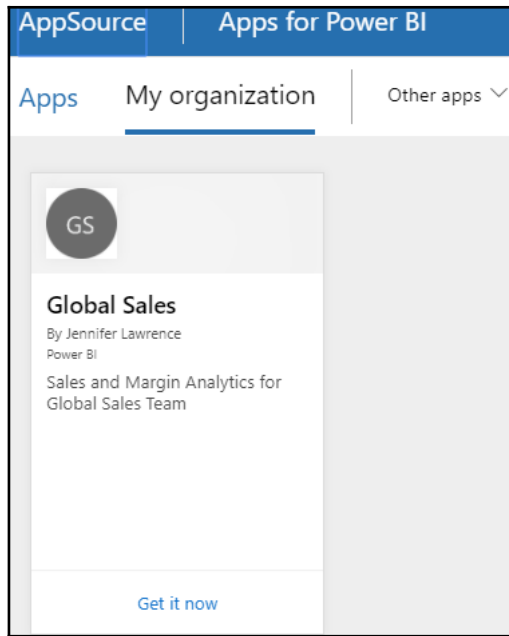 AppSource Apps for Power BI
Apps My organization Other apps
GS
Global Sales
By Jennifer Lawrence
Power BI
Sales and Margin Analytics for
Global Sales Team
Get it now